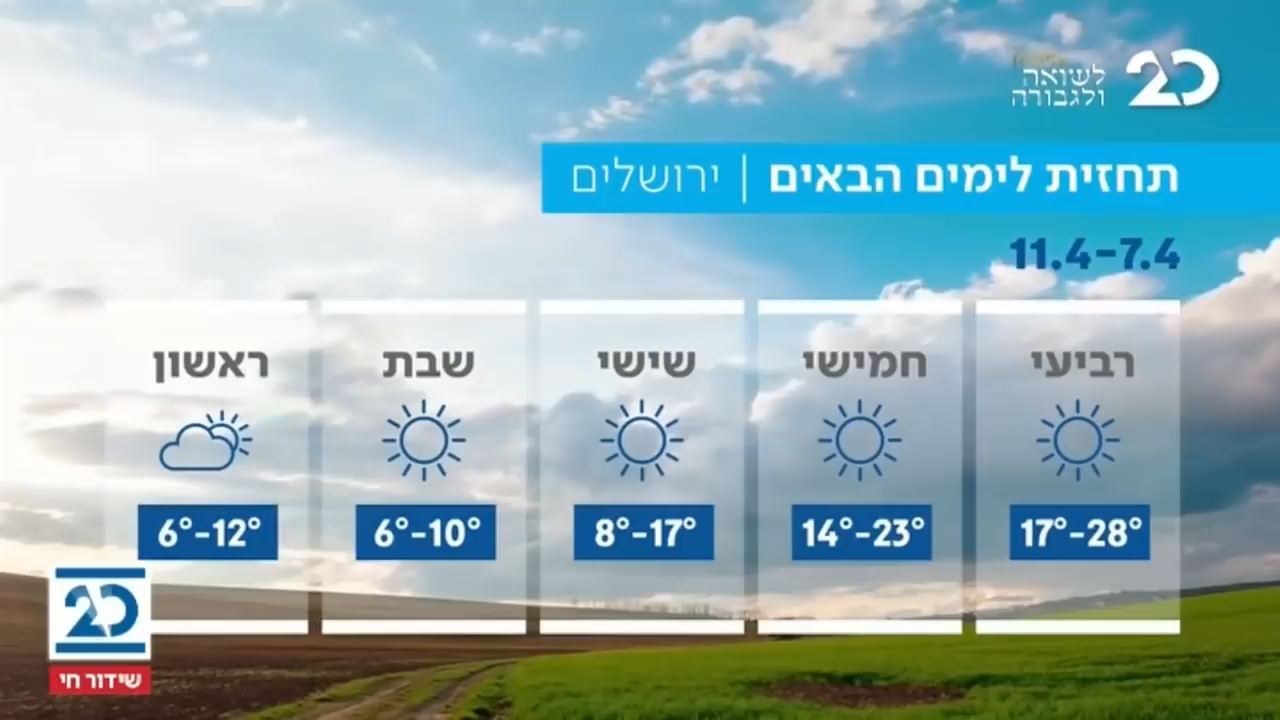 לשואה
ולגבורה
20
תחזית לימים הבאים | ירושלים
11.4-7.4
רביעי
חמישי
שישי
שבת
ראשון
17°-28°
14°-23°
8°-17°
6°-10°
6°-12°
20
שידור חי